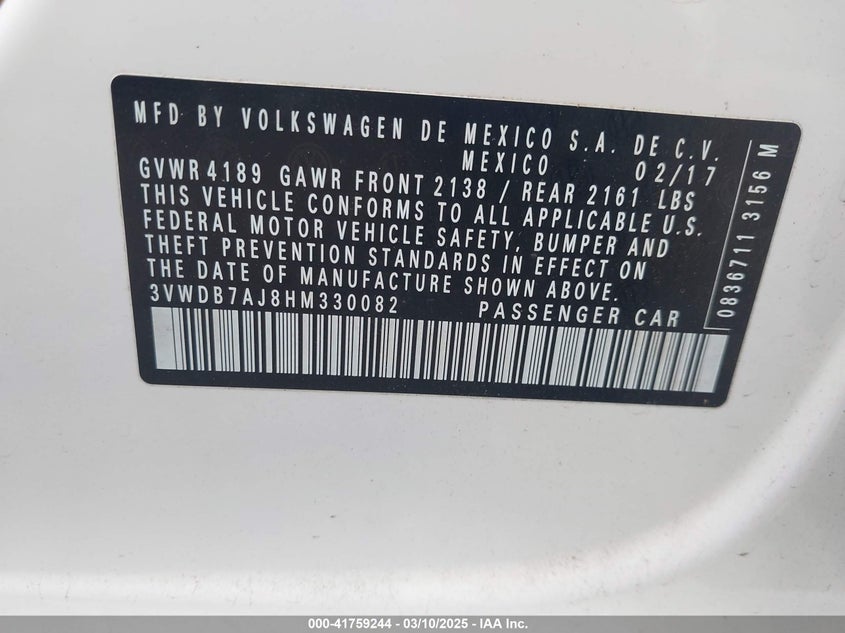 MFD BY VOLKSWAGEN DE MEXICO S.A. DE C.V.
MEXICO 02/17
GVWR 4189 GAWR FRONT 2138 / REAR 2161 LBS
THIS VEHICLE CONFORMS TO ALL APPLICABLE U.S.
FEDERAL MOTOR VEHICLE SAFETY, BUMPER AND
THEFT PREVENTION STANDARDS IN EFFECT ON
THE DATE OF MANUFACTURE SHOWN ABOVE.
3VWDB7AJ8HM330082 PASSENGER CAR
0836711 3156 M
000-41759244 - 03/10/2025 - IAA Inc.